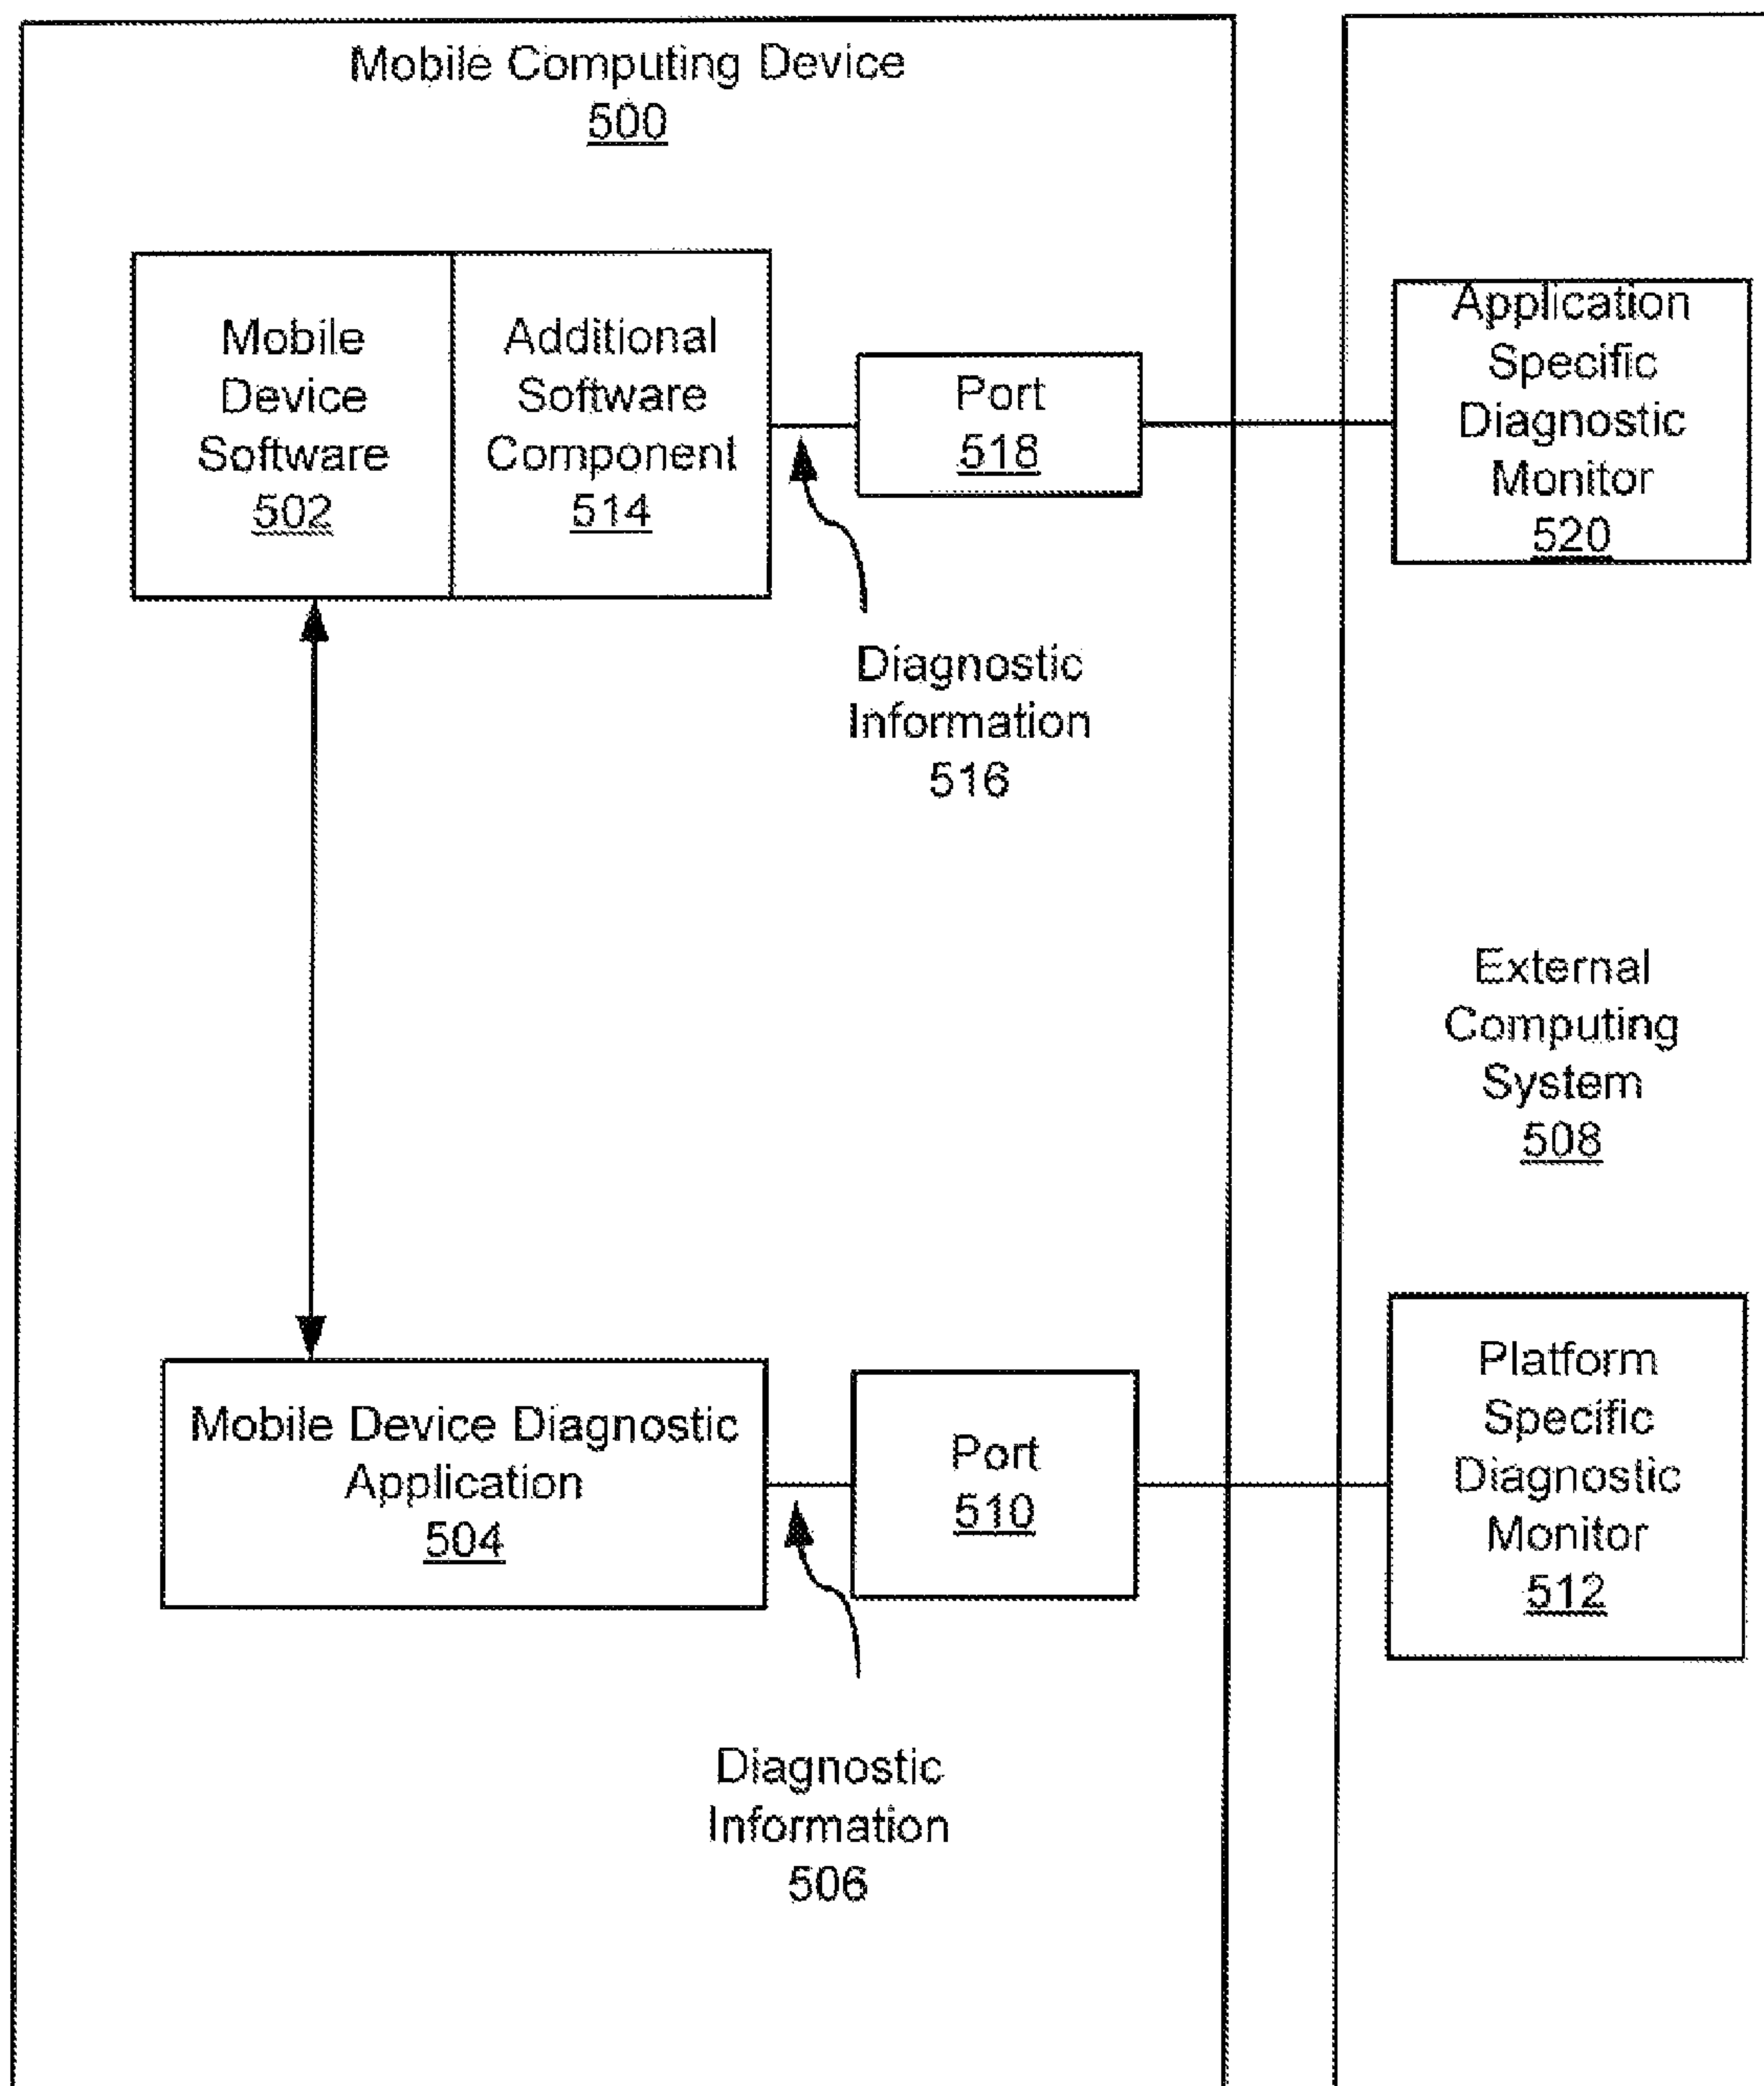 Mobile Computing Device
500
Mobile
Device
Software
502
Additional
Software
Component
514
Port
518
Application
Specific
Diagnostic
Monitor
520
Diagnostic
Information
516
External
Computing
System
508
Mobile Device Diagnostic
Application
504
Port
510
Platform
Specific
Diagnostic
Monitor
512
Diagnostic
Information
506